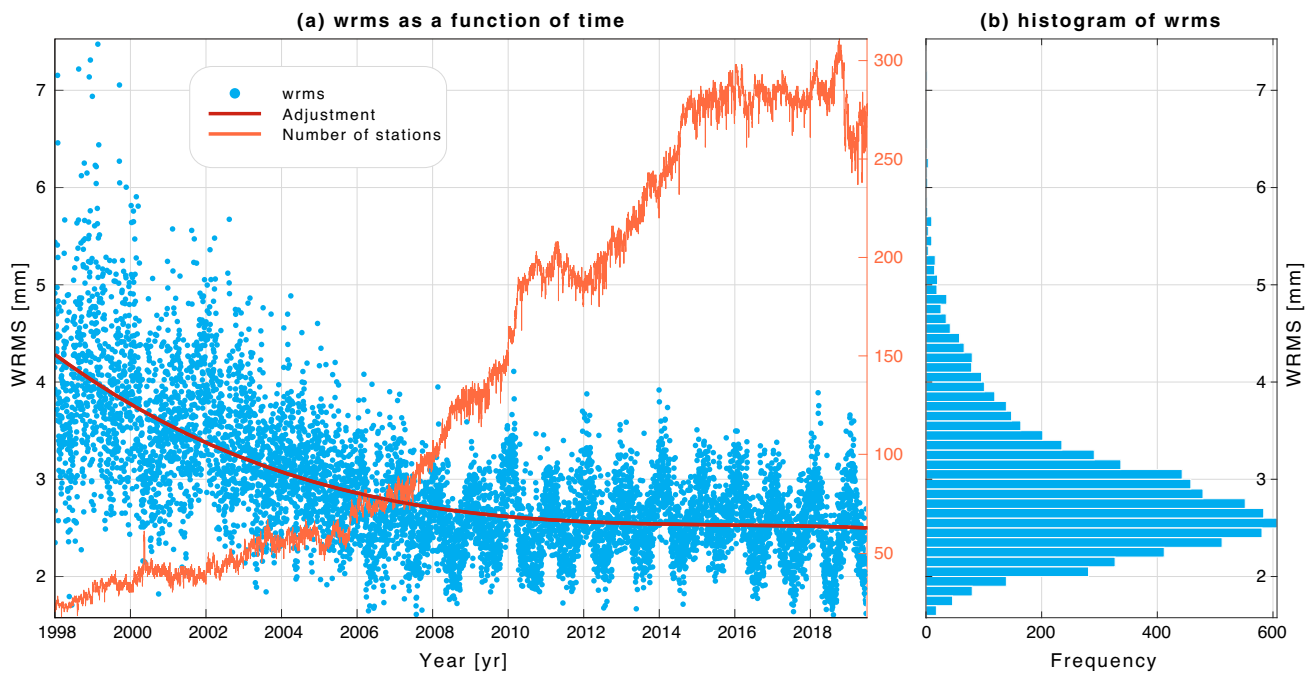 (a) wrms as a function of time
7
6
5
4
3
2
WRMS [mm]
wrms
Adjustment
Number of stations
300
250
200
150
100
50
1998 2000 2002 2004 2006 2008 2010 2012 2014 2016 2018
Year [yr]
(b) histogram of wrms
7
6
5
4
3
2
WRMS [mm]
0 200 400 600
Frequency